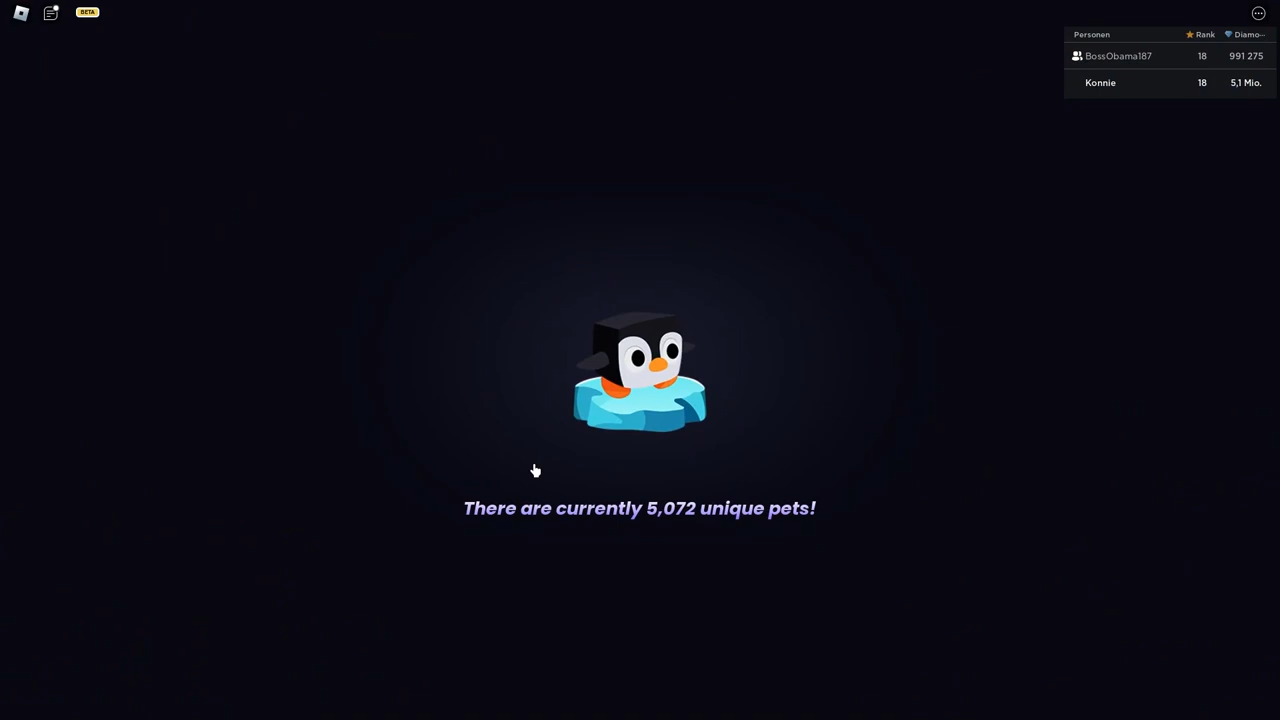 BETA
Personen Rank Diamo···
BossObama187 18 991 275
Konnie 18 5,1 Mio.
There are currently 5,072 unique pets!